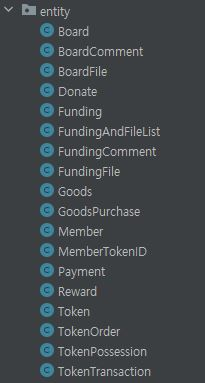 entity
Board
BoardComment
BoardFile
Donate
Funding
FundingAndFileList
FundingComment
FundingFile
Goods
GoodsPurchase
Member
MemberTokenID
Payment
Reward
Token
TokenOrder
TokenPossession
TokenTransaction